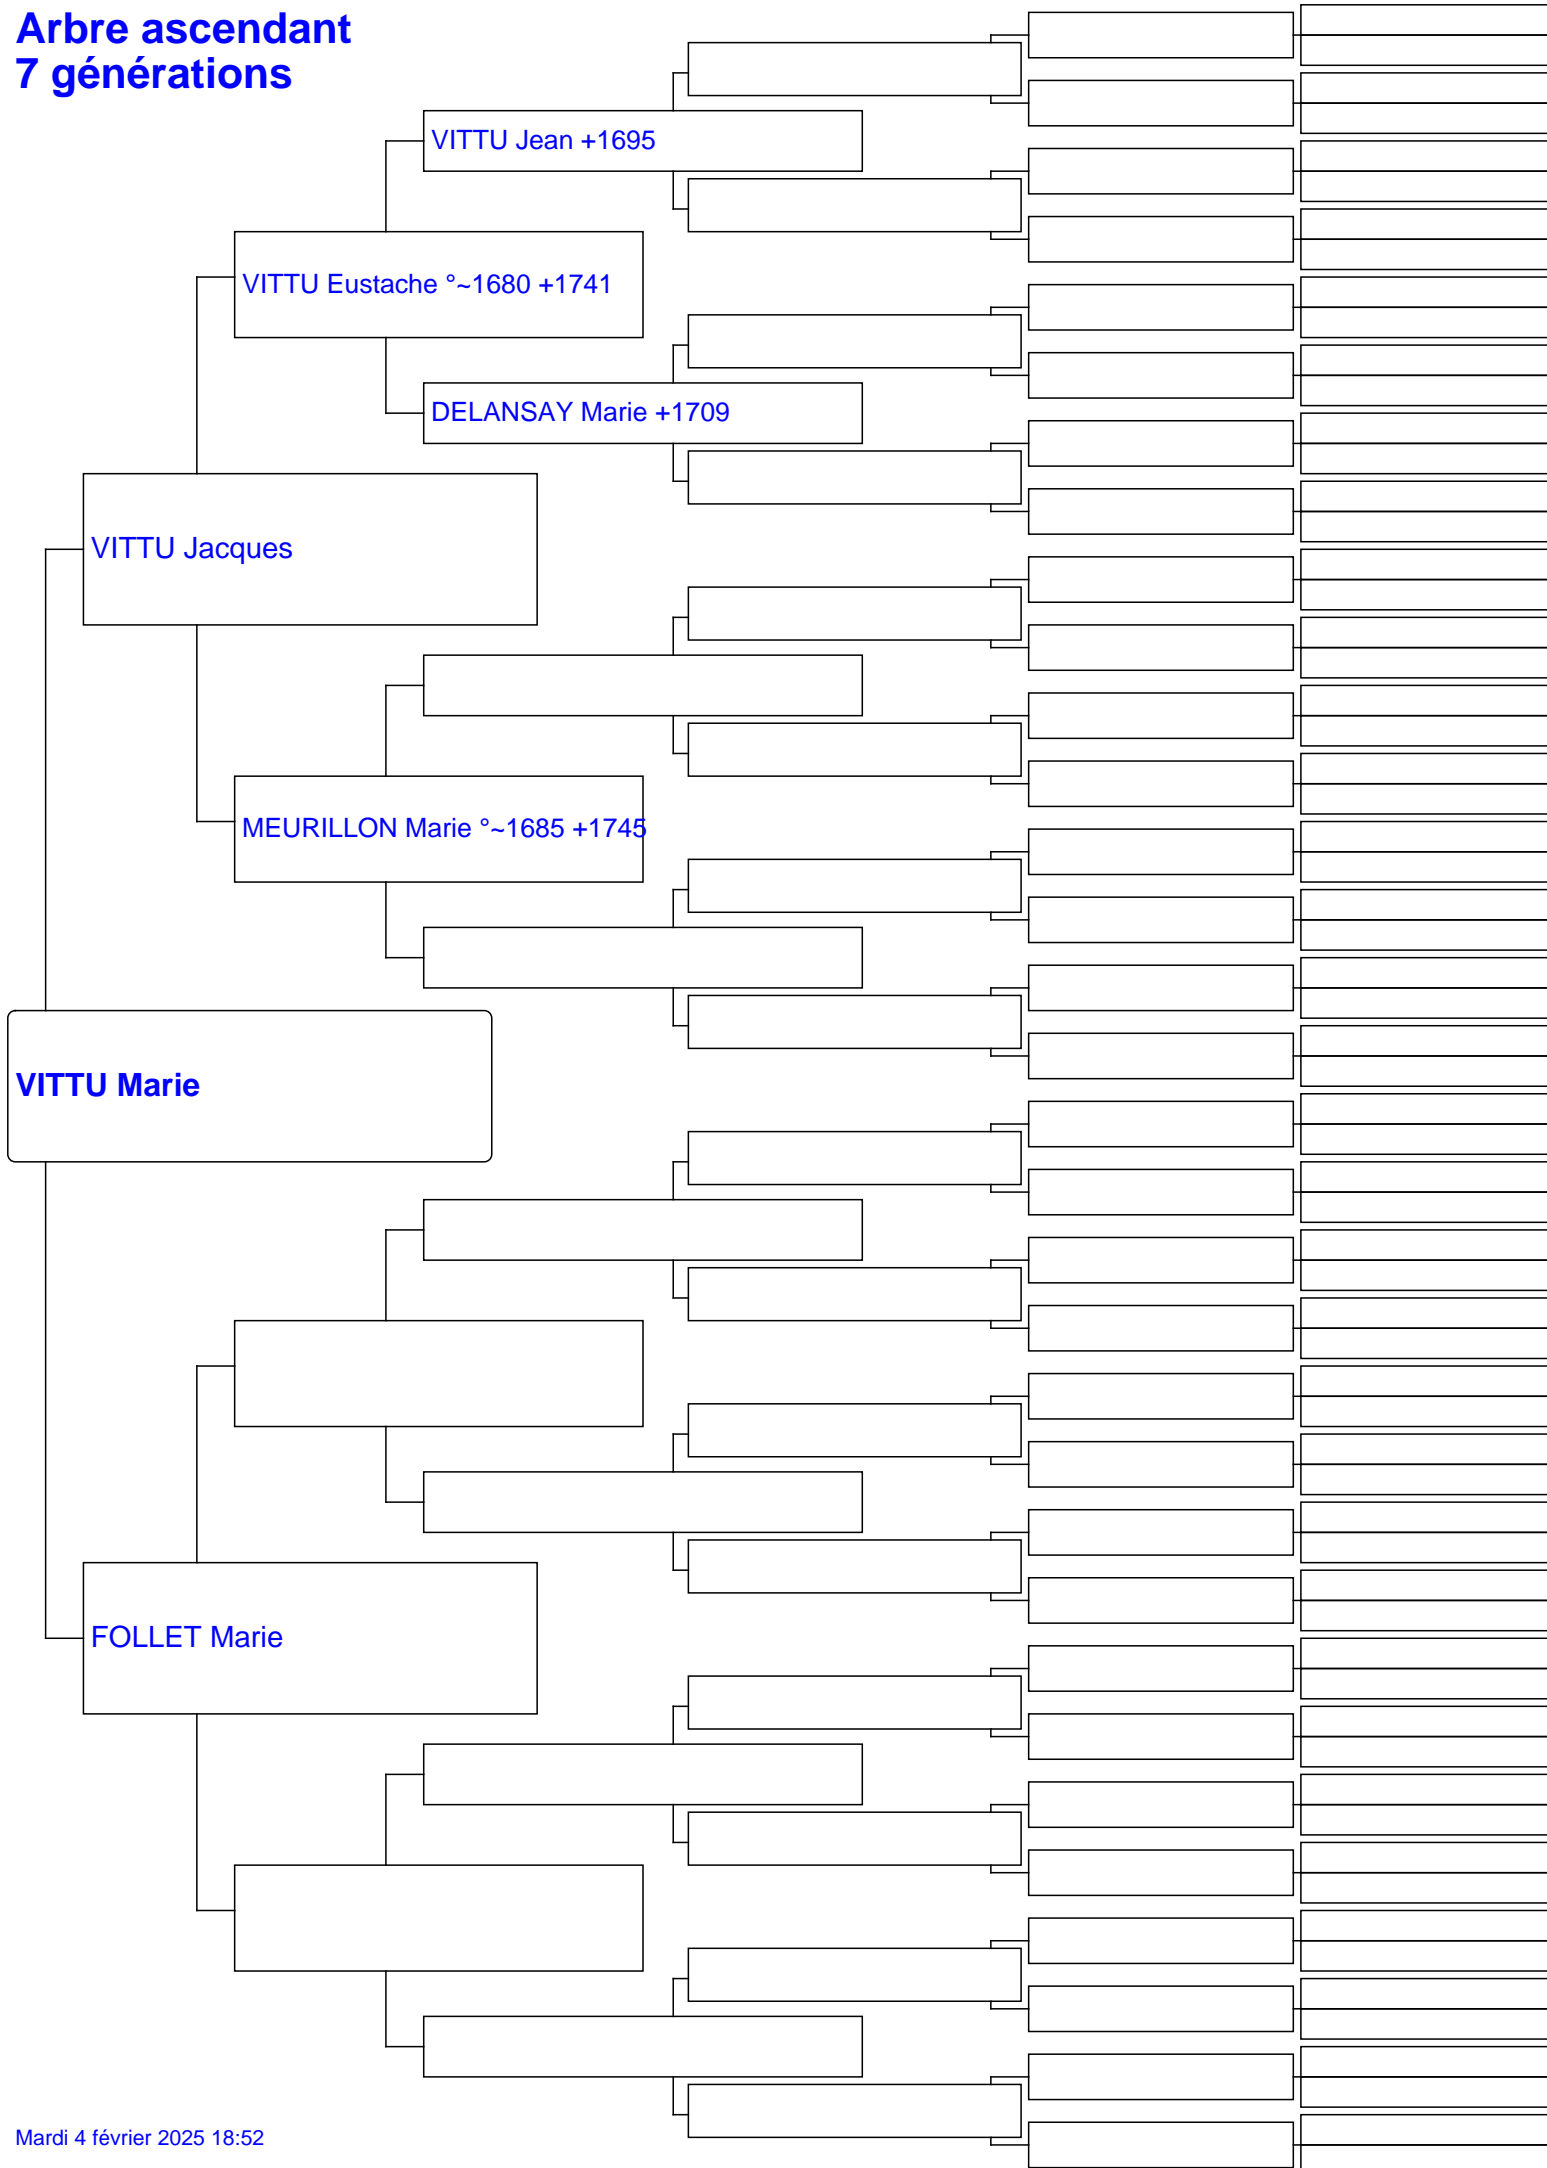 Arbre ascendant
7 générations
VITTU Jean +1695
VITTU Eustache °~1680 +1741
DELANSAY Marie +1709
VITTU Jacques
MEURILLON Marie °~1685 +1745
VITTU Marie
FOLLET Marie
Mardi 4 février 2025 18:52